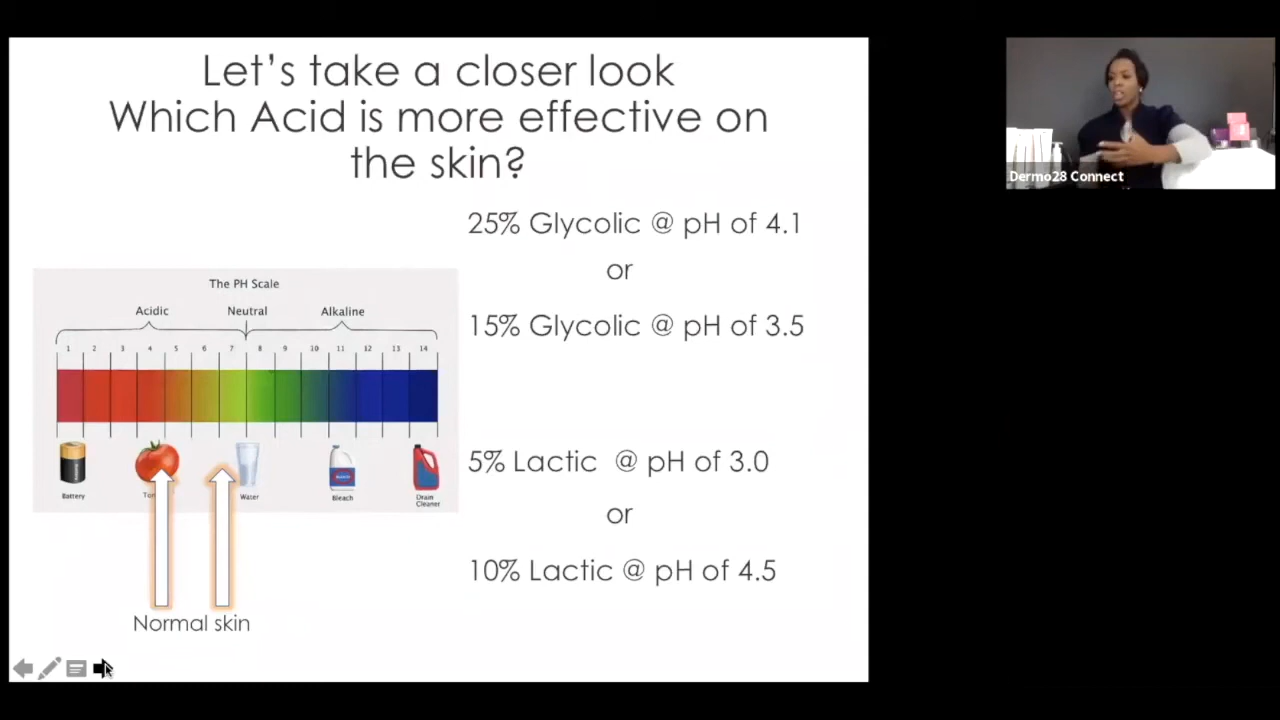 Let's take a closer look
Which Acid is more effective on
the skin?
25% Glycolic @ pH of 4.1
or
15% Glycolic @ pH of 3.5
The PH Scale
Acidic Neutral Alkaline
1 2 3 4 5 6 7 8 9 10 11 12 13 14
Battery Water Bleach Drain
Cleaner
5% Lactic @ pH of 3.0
or
10% Lactic @ pH of 4.5
Normal skin
Dermo28 Connect